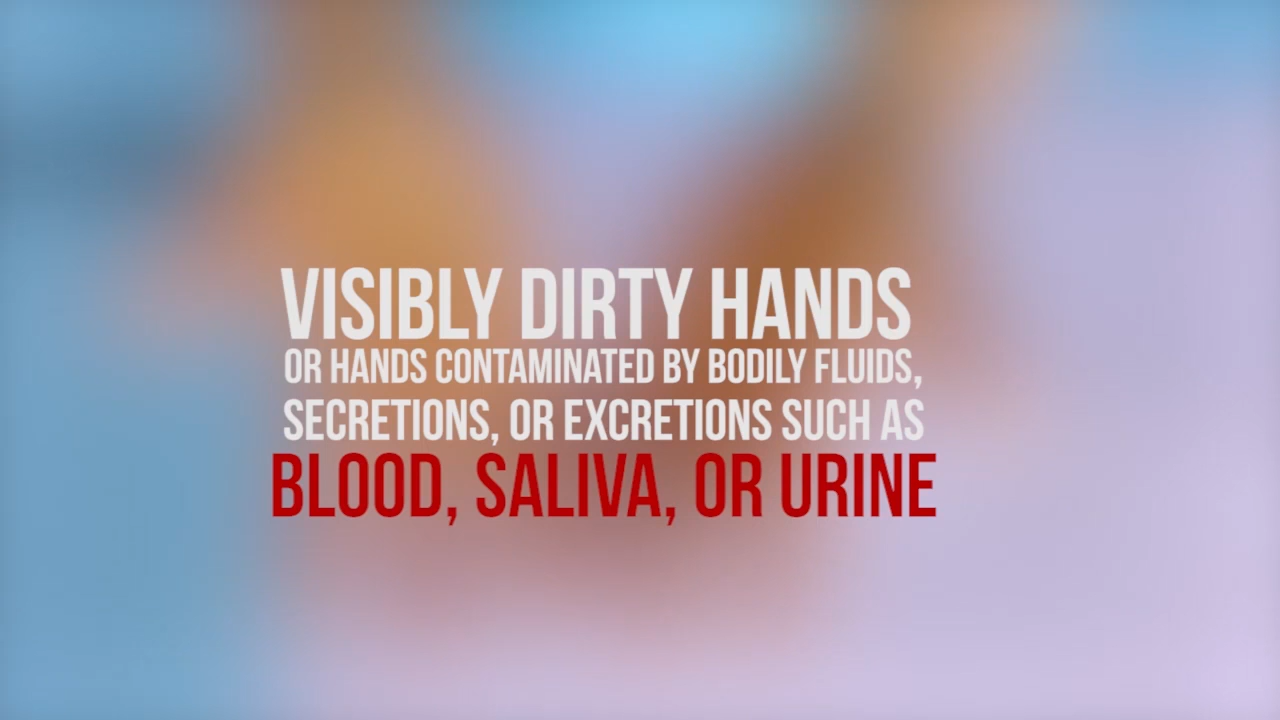 VISIBLY DIRTY HANDS
OR HANDS CONTAMINATED BY BODILY FLUIDS,
SECRETIONS, OR EXCRETIONS SUCH AS
BLOOD, SALIVA, OR URINE